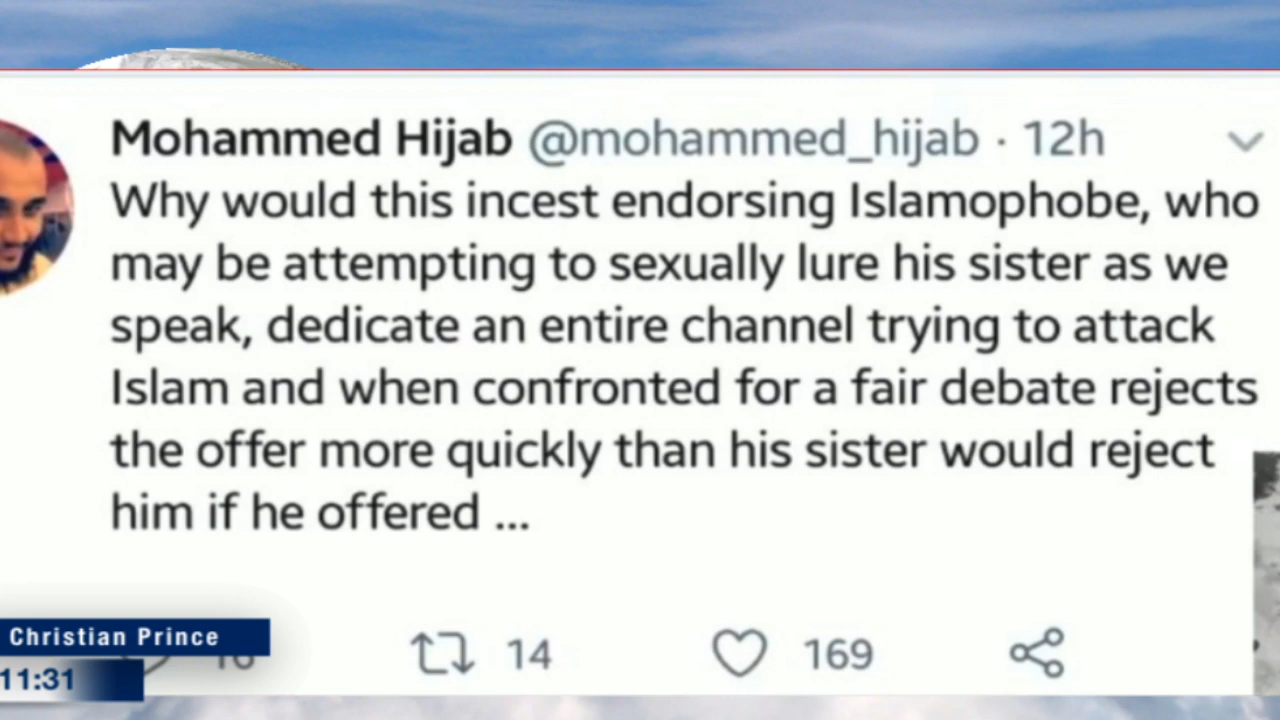 Mohammed Hijab @mohammed_hijab · 12h
Why would this incest endorsing Islamophobe, who
may be attempting to sexually lure his sister as we
speak, dedicate an entire channel trying to attack
Islam and when confronted for a fair debate rejects
the offer more quickly than his sister would reject
him if he offered ...
14 169
Christian Prince
11:31